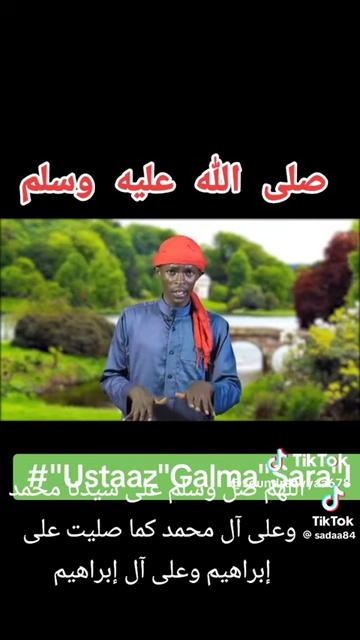 صلى الله عليه وسلم
#"Ustaaz"Galma"Sara"l
TikTok
اللهم صل وسلم على سيدنا محمد
وعلى آل محمد كما صليت على
إبراهيم وعلى آل إبراهيم
TikTok
@ sadaa84